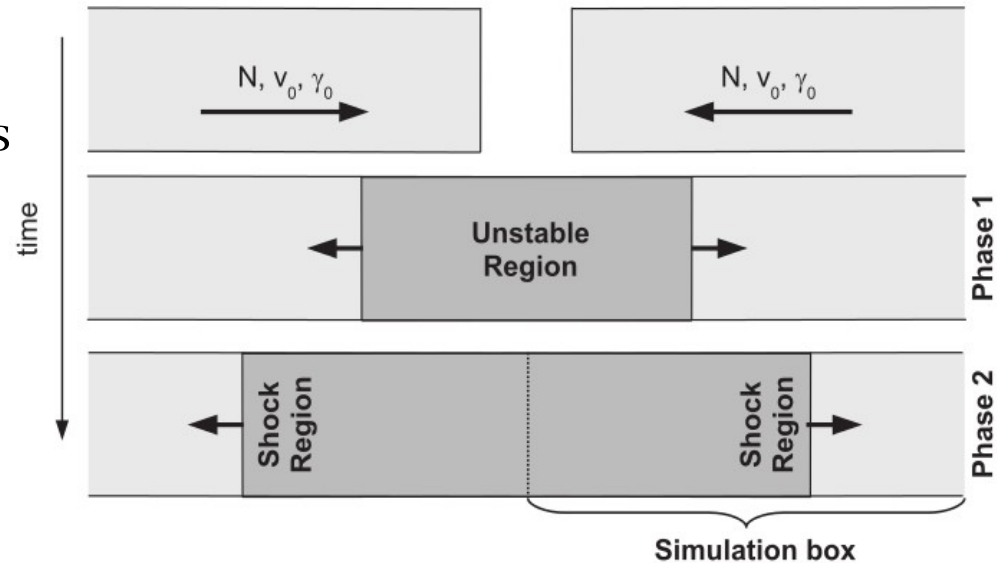 N, v₀, γ₀
N, v₀, γ₀
s
time
Unstable
Region
Phase 1
Shock
Region
Shock
Region
Phase 2
Simulation box